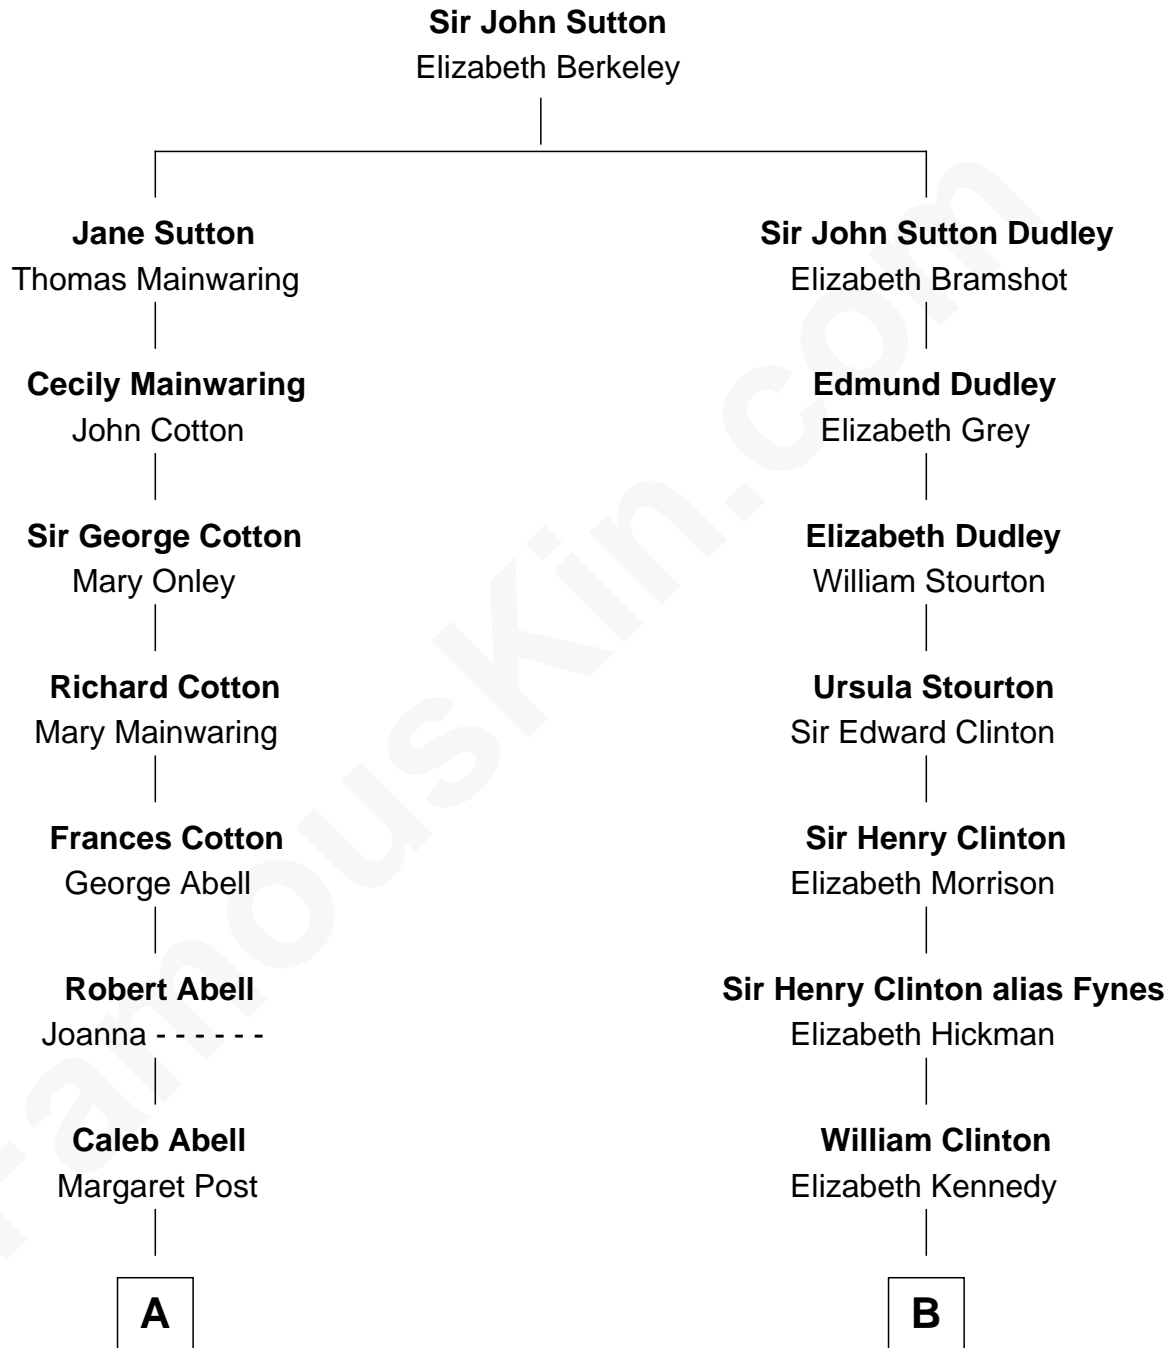 Sir John Sutton
Elizabeth Berkeley
Jane Sutton
Thomas Mainwaring
Sir John Sutton Dudley
Elizabeth Bramshot
Cecily Mainwaring
John Cotton
Edmund Dudley
Elizabeth Grey
Sir George Cotton
Mary Onley
Elizabeth Dudley
William Stourton
Richard Cotton
Mary Mainwaring
Ursula Stourton
Sir Edward Clinton
Frances Cotton
George Abell
Sir Henry Clinton
Elizabeth Morrison
Robert Abell
Joanna - - - - - -
Sir Henry Clinton alias Fynes
Elizabeth Hickman
Caleb Abell
Margaret Post
William Clinton
Elizabeth Kennedy
A
B
FamousKin.com